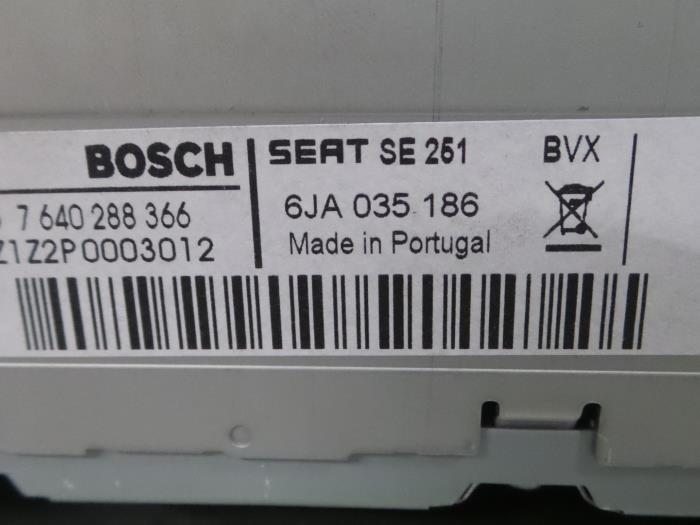 BOSCH
SEAT SE 251
BVX
7 640 288 366
6JA 035 186
Z1Z2P0003012
Made in Portugal